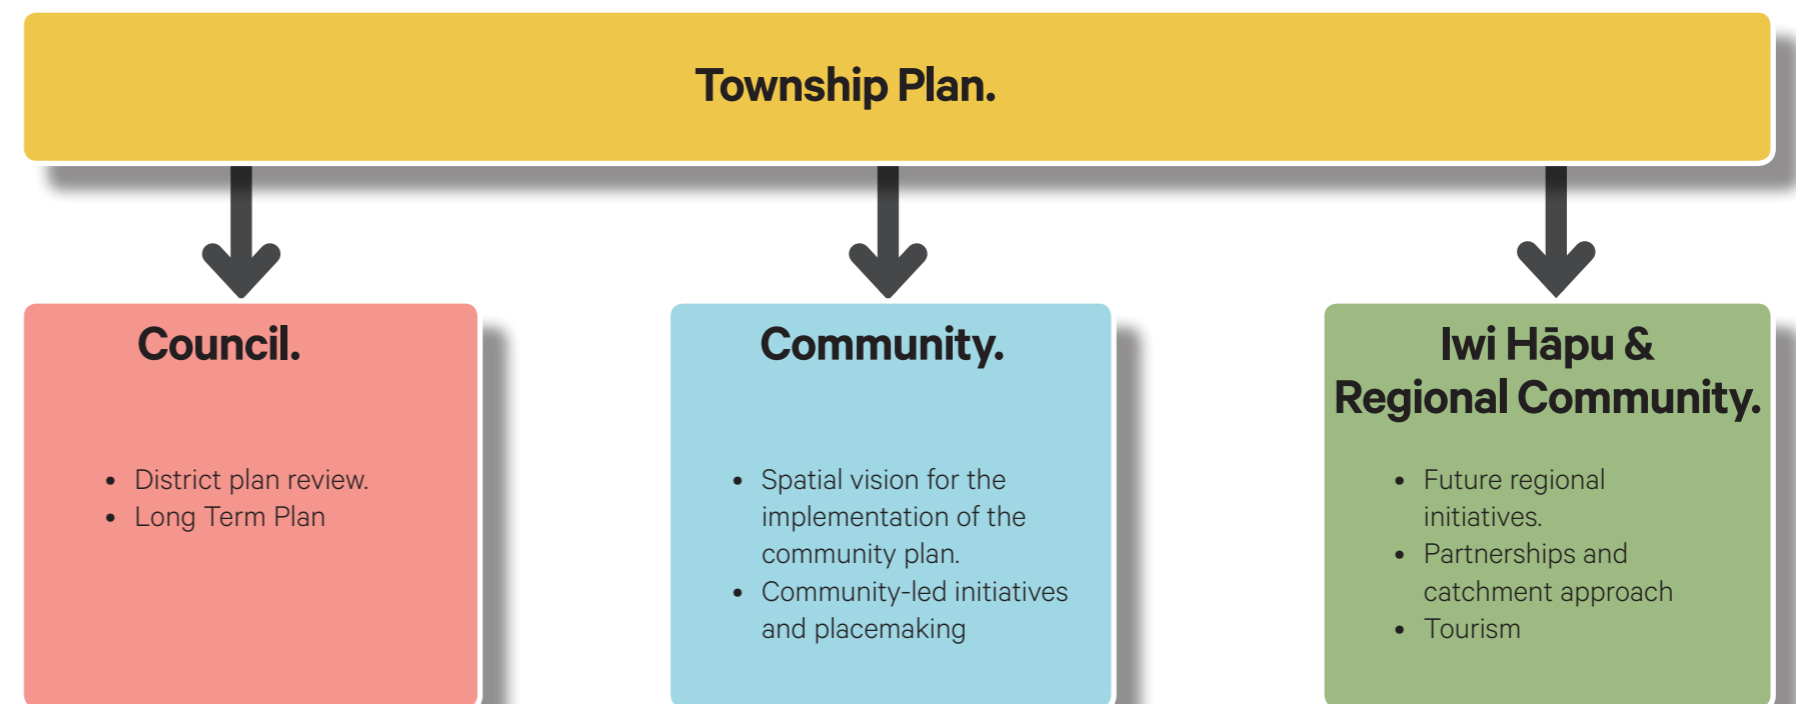 Township Plan.
Council.
• District plan review.
• Long Term Plan
Community.
• Spatial vision for the
implementation of the
community plan.
• Community-led initiatives
and placemaking
Iwi Hāpu &
Regional Community.
• Future regional
initiatives.
• Partnerships and
catchment approach
• Tourism